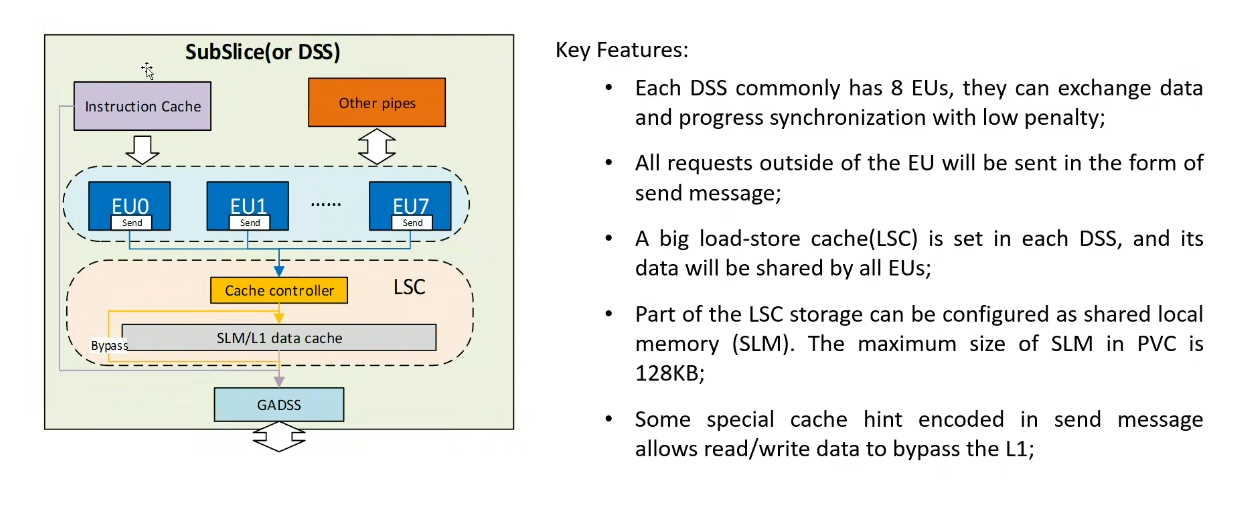 SubSlice(or DSS)
Instruction Cache
Other pipes
EU0
Send
EU1
Send
······
EU7
Send
Cache controller
LSC
SLM/L1 data cache
Bypass
GADSS
Key Features:
• Each DSS commonly has 8 EUs, they can exchange data
and progress synchronization with low penalty;
• All requests outside of the EU will be sent in the form of
send message;
• A big load-store cache(LSC) is set in each DSS, and its
data will be shared by all EUs;
• Part of the LSC storage can be configured as shared local
memory (SLM). The maximum size of SLM in PVC is
128KB;
• Some special cache hint encoded in send message
allows read/write data to bypass the L1;